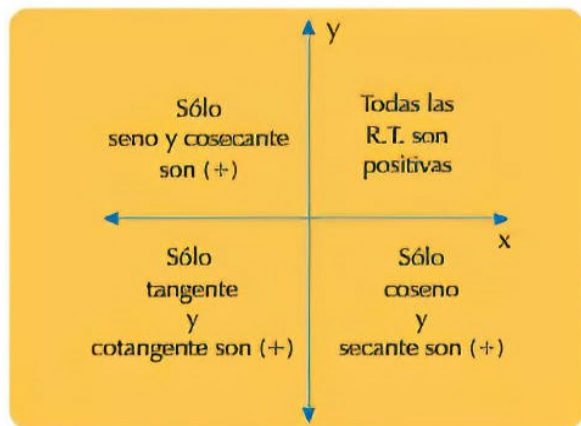 y
Sólo
seno y cosecante
son (+)
Todas las
R.T. son
positivas
x
Sólo
tangente
y
cotangente son (+)
Sólo
coseno
y
secante son (+)